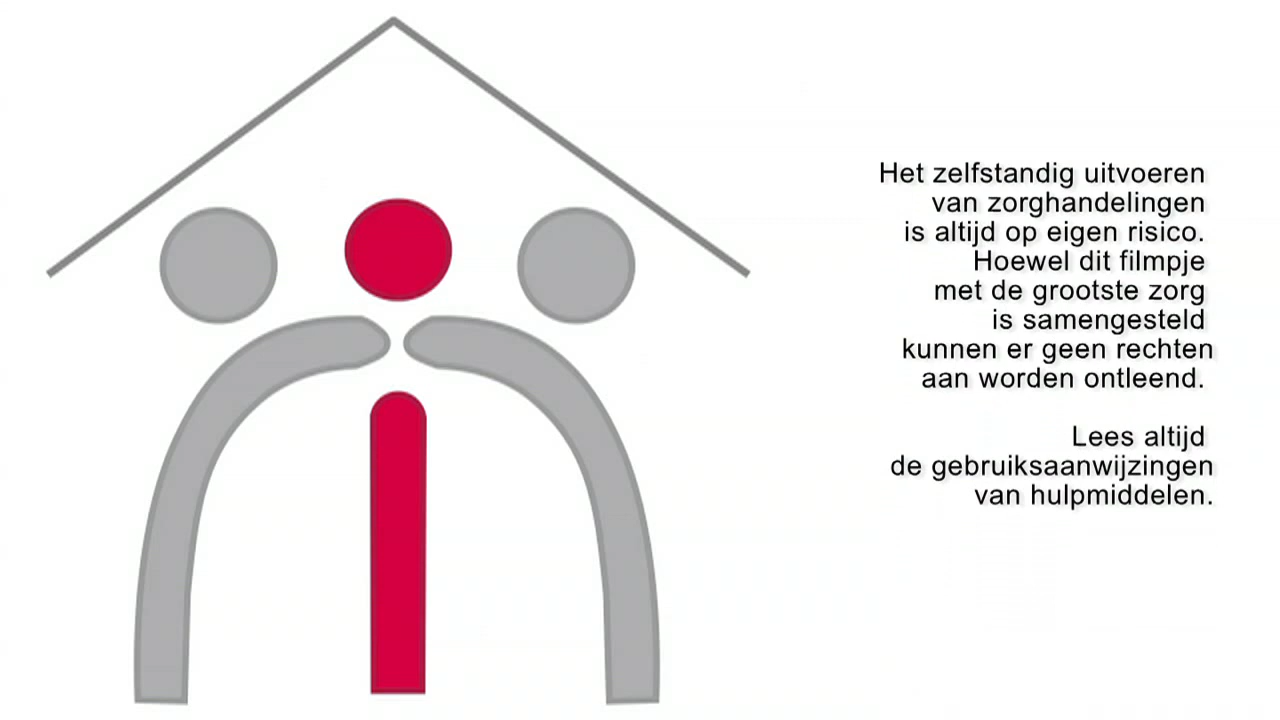 Het zelfstandig uitvoeren
van zorghandelingen
is altijd op eigen risico.
Hoewel dit filmpje
met de grootste zorg
is samengesteld
kunnen er geen rechten
aan worden ontleend.
Lees altijd
de gebruiksaanwijzingen
van hulpmiddelen.